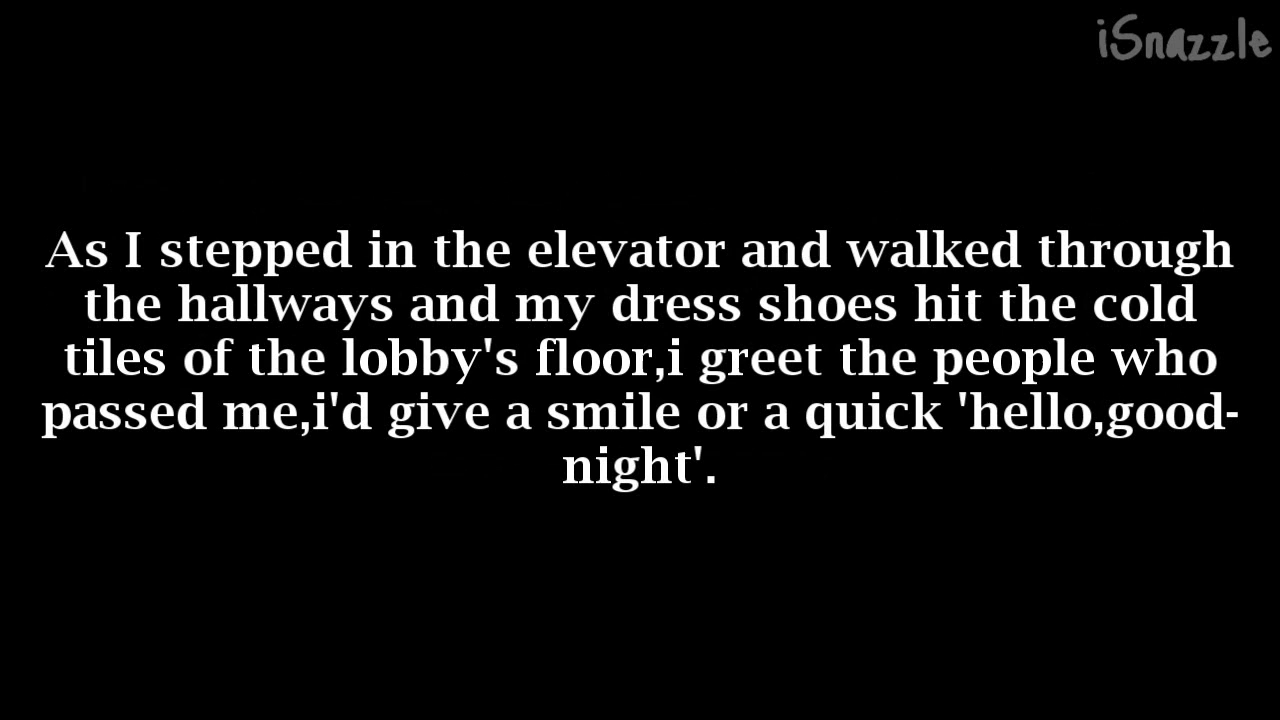 iSnazzle
As I stepped in the elevator and walked through
the hallways and my dress shoes hit the cold
tiles of the lobby's floor,i greet the people who
passed me,i'd give a smile or a quick 'hello,good-
night'.